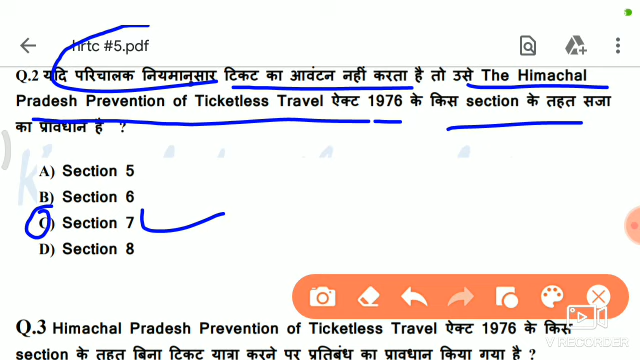 hrtc #5.pdf
Q.2 यदि परिचालक नियमानुसार टिकट का आवंटन नहीं करता है तो उसे The Himachal
Pradesh Prevention of Ticketless Travel ऐक्ट 1976 के किस section के तहत सजा
का प्रावधान है ?
A) Section 5
B) Section 6
C) Section 7
D) Section 8
Q.3 Himachal Pradesh Prevention of Ticketless Travel ऐक्ट 1976 के किस
section के तहत बिना टिकट यात्रा करने पर प्रतिबंध का प्रावधान किया गया है ?
V RECORDER